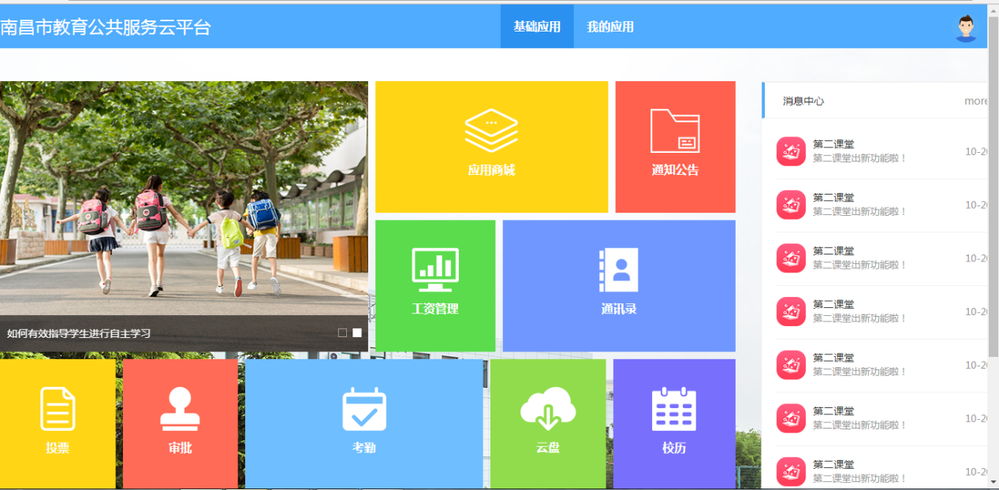 南昌市教育公共服务云平台
基础应用
我的应用
应用商城
通知公告
工资管理
通讯录
如何有效指导学生进行自主学习
投票
审批
考勤
云盘
校历
消息中心
more
第二课堂
10-2
第二课堂出新功能啦！
第二课堂
10-2
第二课堂出新功能啦！
第二课堂
10-2
第二课堂出新功能啦！
第二课堂
10-2
第二课堂出新功能啦！
第二课堂
10-2
第二课堂出新功能啦！
第二课堂
10-2
第二课堂出新功能啦！
第二课堂
10-2
第二课堂出新功能啦！